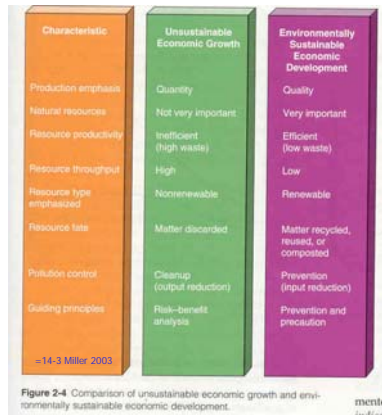 Characteristic
Unsustainable
Economic Growth
Environmentally
Sustainable
Economic
Development
Production emphasis
Quantity
Quality
Natural resources
Not very important
Very important
Resource productivity
Inefficient
(high waste)
Efficient
(low waste)
Resource throughput
High
Low
Resource type
emphasized
Nonrenewable
Renewable
Resource fate
Matter discarded
Matter recycled,
reused, or
composted
Pollution control
Cleanup
(output reduction)
Prevention
(input reduction)
Guiding principles
Risk–benefit
analysis
Prevention and
precaution
=14-3 Miller 2003
Figure 2-4 Comparison of unsustainable economic growth and envi-
ronmentally sustainable economic development.
mente